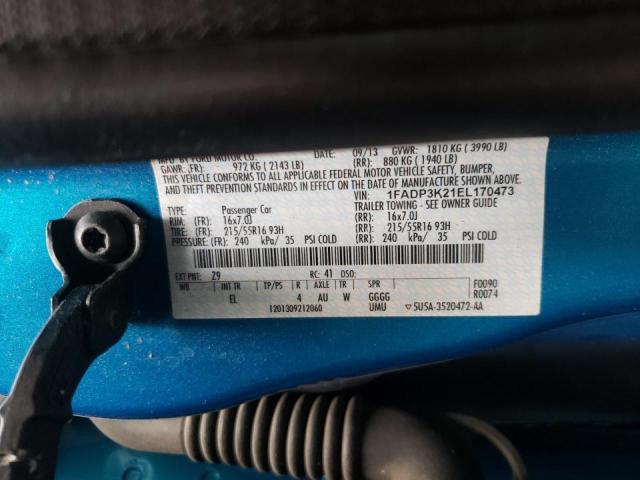 MFD BY FORD MOTOR CO. DATE: 09/13 GVWR: 1810 KG ( 3990 LB)
GAWR: (FR): 972 KG ( 2143 LB) (RR): 880 KG ( 1940 LB)
THIS VEHICLE CONFORMS TO ALL APPLICABLE FEDERAL MOTOR VEHICLE SAFETY, BUMPER,
AND THEFT PREVENTION STANDARDS IN EFFECT ON THE DATE OF MANUFACTURE SHOWN ABOVE.
VIN: 1FADP3K21EL170473
TYPE: Passenger Car TRAILER TOWING - SEE OWNER GUIDE
RIM: (FR): 16x7.0J (RR): 16x7.0J
TIRE: (FR): 215/55R16 93H (RR): 215/55R16 93H
PRESSURE: (FR): 240 kPa/ 35 PSI COLD (RR): 240 kPa/ 35 PSI COLD
EXT PNT: Z9 RC: 41 DSO: F0090
WB INT TR TP/PS R AXLE TR SPR R0074
EL 4 AU W GGGG
1201309212060 UMU 5U5A-3520472-AA